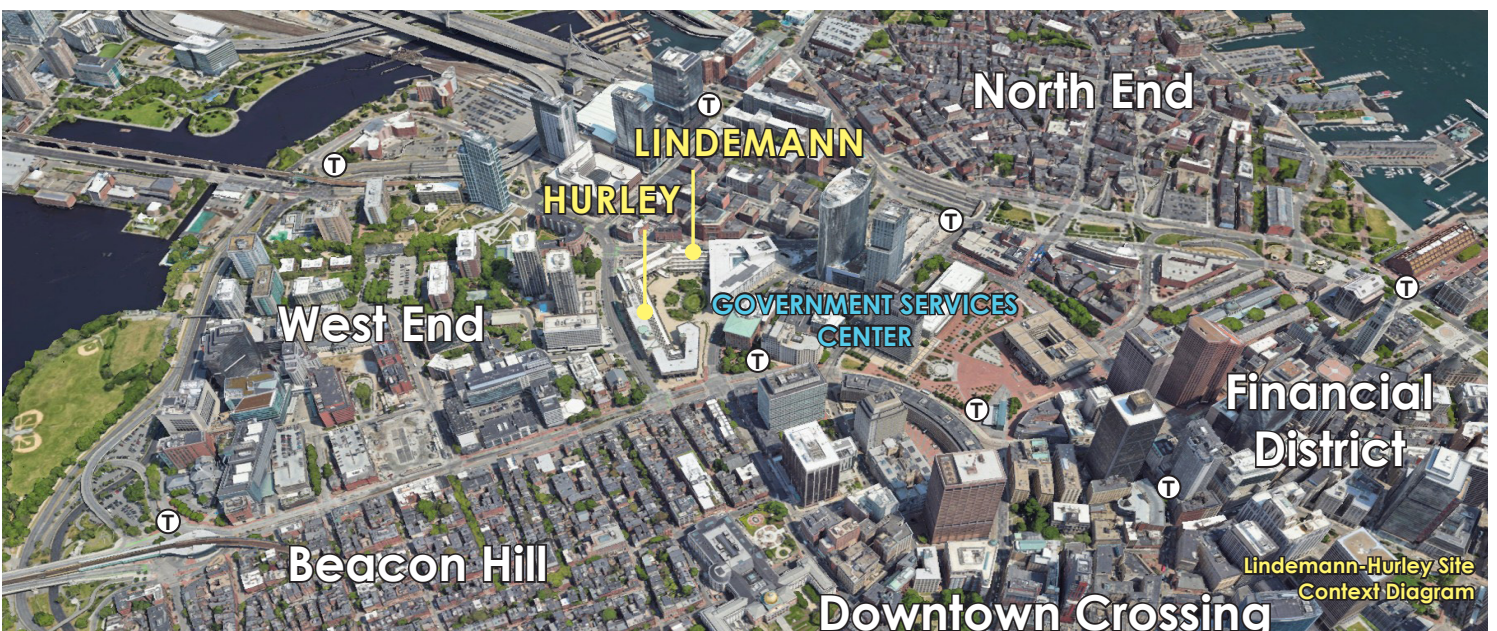 North End
T
LINDEMANN
T
HURLEY
T
T
GOVERNMENT SERVICES
CENTER
West End
T
Financial
District
T
T
T
Beacon Hill
Lindemann-Hurley Site
Context Diagram
Downtown Crossing